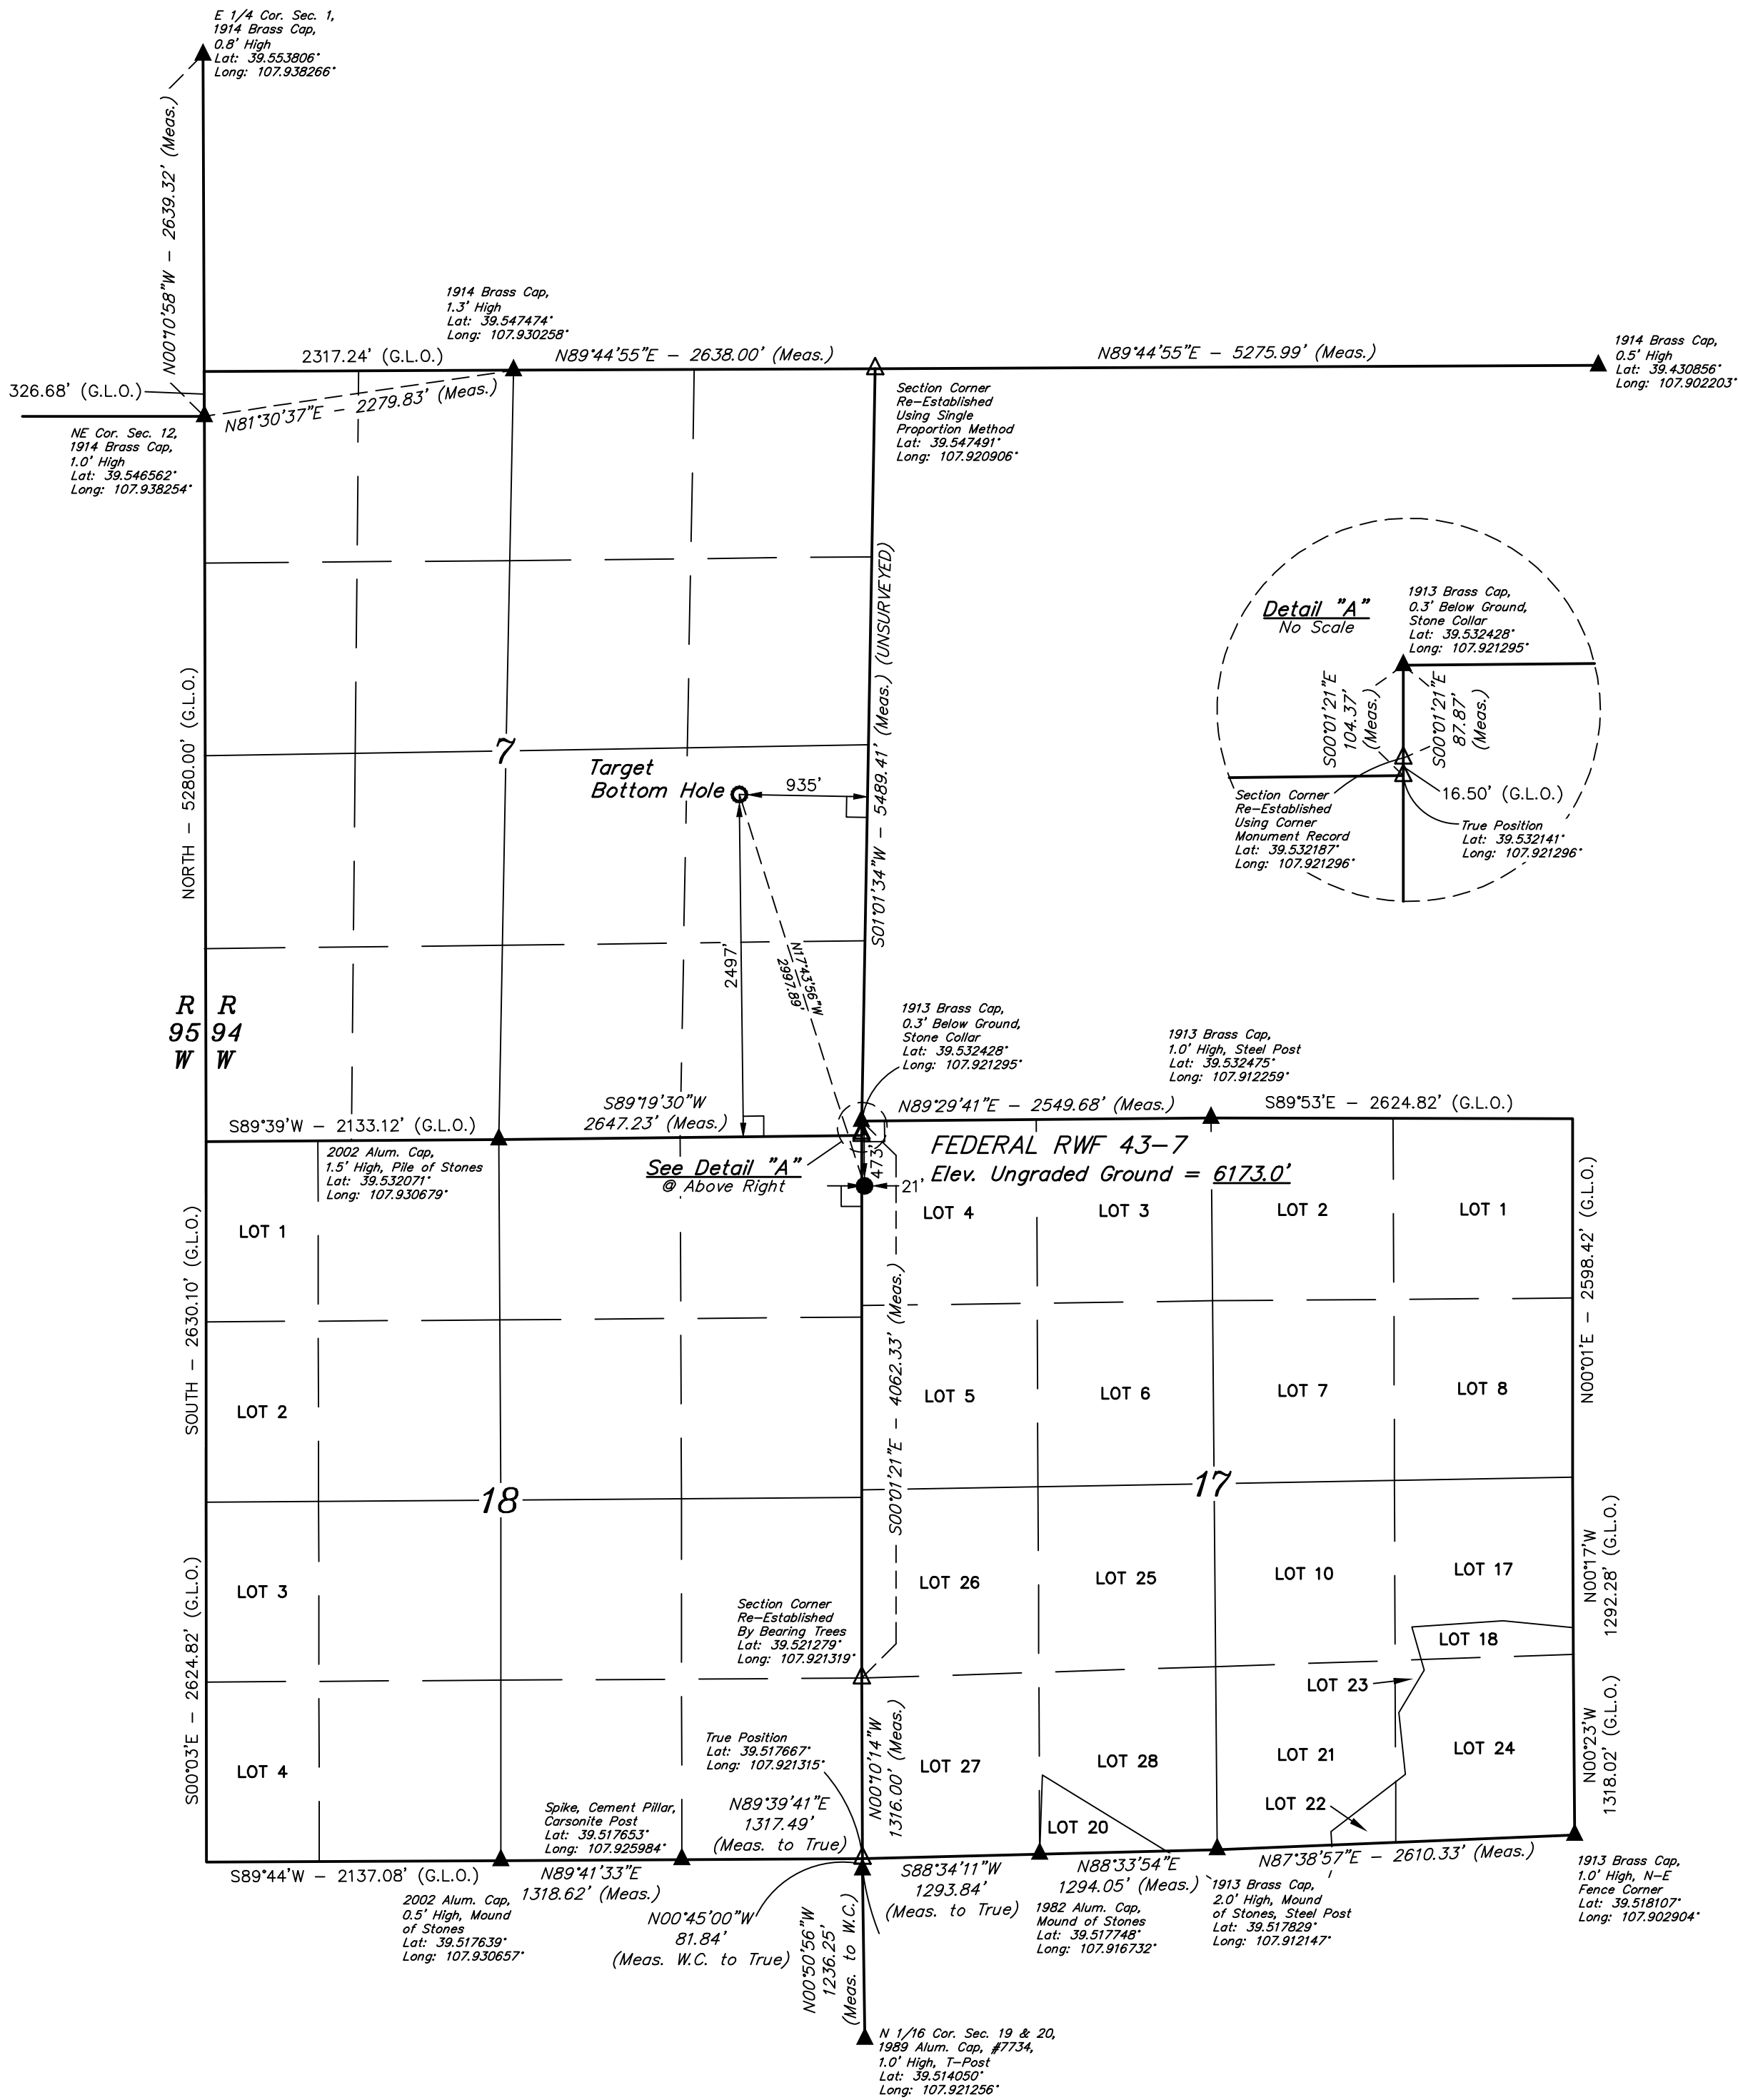 E 1/4 Cor. Sec. 1,
1914 Brass Cap,
0.8' High
Lat: 39.553806°
Long: 107.938266°
N00°10'58"W - 2639.32' (Meas.)
1914 Brass Cap,
1.3' High
Lat: 39.547474°
Long: 107.930258°
2317.24' (G.L.O.)
N89°44'55"E - 2638.00' (Meas.)
N89°44'55"E - 5275.99' (Meas.)
1914 Brass Cap,
0.5' High
Lat: 39.430856°
Long: 107.902203°
326.68' (G.L.O.)
N81°30'37"E - 2279.83' (Meas.)
NE Cor. Sec. 12,
1914 Brass Cap,
1.0' High
Lat: 39.546562°
Long: 107.938254°
Section Corner
Re-Established
Using Single
Proportion Method
Lat: 39.547491°
Long: 107.920906°
Detail "A"
No Scale
1913 Brass Cap,
0.3' Below Ground,
Stone Collar
Lat: 39.532428°
Long: 107.921295°
S00°01'21"E
104.37'
(Meas.)
S00°01'21"E
87.87'
(Meas.)
16.50' (G.L.O.)
Section Corner
Re-Established
Using Corner
Monument Record
Lat: 39.532187°
Long: 107.921296°
True Position
Lat: 39.532141°
Long: 107.921296°
NORTH - 5280.00' (G.L.O.)
7
S01°01'34"W - 5489.41' (Meas.) (UNSURVEYED)
Target
Bottom Hole
935'
2497'
N17°43'56"W
2997.89'
R R
95 94
W W
1913 Brass Cap,
0.3' Below Ground,
Stone Collar
Lat: 39.532428°
Long: 107.921295°
1913 Brass Cap,
1.0' High, Steel Post
Lat: 39.532475°
Long: 107.912259°
S89°39'W - 2133.12' (G.L.O.)
S89°19'30"W
2647.23' (Meas.)
N89°29'41"E - 2549.68' (Meas.)
S89°53'E - 2624.82' (G.L.O.)
2002 Alum. Cap,
1.5' High, Pile of Stones
Lat: 39.532071°
Long: 107.930679°
See Detail "A"
@ Above Right
473'
21'
FEDERAL RWF 43-7
Elev. Ungraded Ground = 6173.0'
LOT 1
LOT 4
LOT 3
LOT 2
LOT 1
SOUTH - 2630.10' (G.L.O.)
S00°01'21"E - 4062.33' (Meas.)
N00°01'E - 2598.42' (G.L.O.)
LOT 2
LOT 5
LOT 6
LOT 7
LOT 8
18
17
LOT 3
LOT 26
LOT 25
LOT 10
LOT 17
N00°17'W
1292.28' (G.L.O.)
S00°03'E - 2624.82' (G.L.O.)
Section Corner
Re-Established
By Bearing Trees
Lat: 39.521279°
Long: 107.921319°
LOT 18
LOT 23
N00°23'W
1318.02' (G.L.O.)
LOT 4
True Position
Lat: 39.517667°
Long: 107.921315°
N00°10'14"W
1316.00' (Meas.)
LOT 27
LOT 28
LOT 21
LOT 24
LOT 22
LOT 20
Spike, Cement Pillar,
Carsonite Post
Lat: 39.517653°
Long: 107.925984°
N89°39'41"E
1317.49'
(Meas. to True)
S89°44'W - 2137.08' (G.L.O.)
N89°41'33"E
1318.62' (Meas.)
S88°34'11"W
1293.84'
(Meas. to True)
N88°33'54"E
1294.05' (Meas.)
N87°38'57"E - 2610.33' (Meas.)
2002 Alum. Cap,
0.5' High, Mound
of Stones
Lat: 39.517639°
Long: 107.930657°
N00°45'00"W
81.84'
(Meas. W.C. to True)
N00°50'56"W
1236.25'
(Meas. to W.C.)
1982 Alum. Cap,
Mound of Stones
Lat: 39.517748°
Long: 107.916732°
1913 Brass Cap,
2.0' High, Mound
of Stones, Steel Post
Lat: 39.517829°
Long: 107.912147°
1913 Brass Cap,
1.0' High, N-E
Fence Corner
Lat: 39.518107°
Long: 107.902904°
N 1/16 Cor. Sec. 19 & 20,
1989 Alum. Cap, #7734,
1.0' High, T-Post
Lat: 39.514050°
Long: 107.921256°